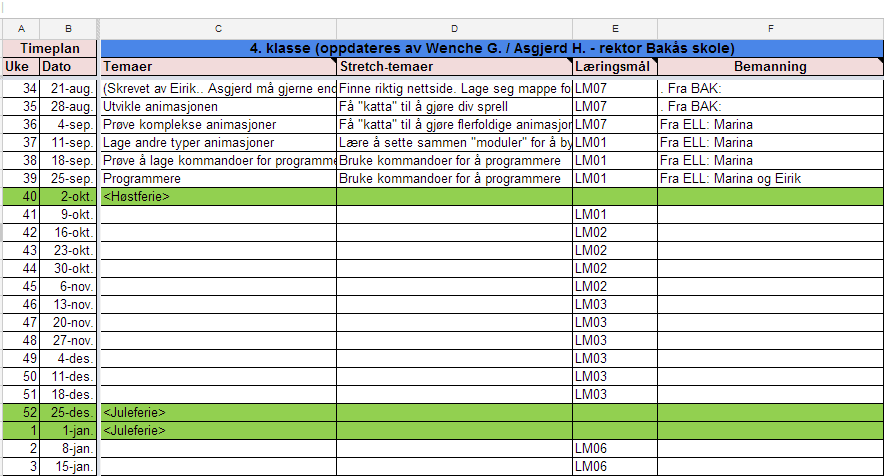 A B C D E F
Timeplan 4. klasse (oppdateres av Wenche G. / Asgjerd H. - rektor Bakås skole)
Uke Dato Temaer Stretch-temaer Læringsmål Bemanning
34 21-aug. (Skrevet av Eirik.. Asgjerd må gjerne end Finne riktig nettside. Lage seg mappe fo LM07 . Fra BAK:
35 28-aug. Utvikle animasjonen Få "katta" til å gjøre div sprell LM07 . Fra BAK:
36 4-sep. Prøve komplekse animasjoner Få "katta" til å gjøre flerfoldige animasjor LM07 Fra ELL: Marina
37 11-sep. Lage andre typer animasjoner Lære å sette sammen "moduler" for å by LM01 Fra ELL: Marina
38 18-sep. Prøve å lage kommandoer for programme Bruke kommandoer for å programmere LM01 Fra ELL: Marina
39 25-sep. Programmere Bruke kommandoer for å programmere LM01 Fra ELL: Marina og Eirik
40 2-okt. <Høstferie>
41 9-okt. LM01
42 16-okt. LM02
43 23-okt. LM02
44 30-okt. LM02
45 6-nov. LM02
46 13-nov. LM03
47 20-nov. LM03
48 27-nov. LM03
49 4-des. LM03
50 11-des. LM03
51 18-des. LM03
52 25-des. <Juleferie>
1 1-jan. <Juleferie>
2 8-jan. LM06
3 15-jan. LM06